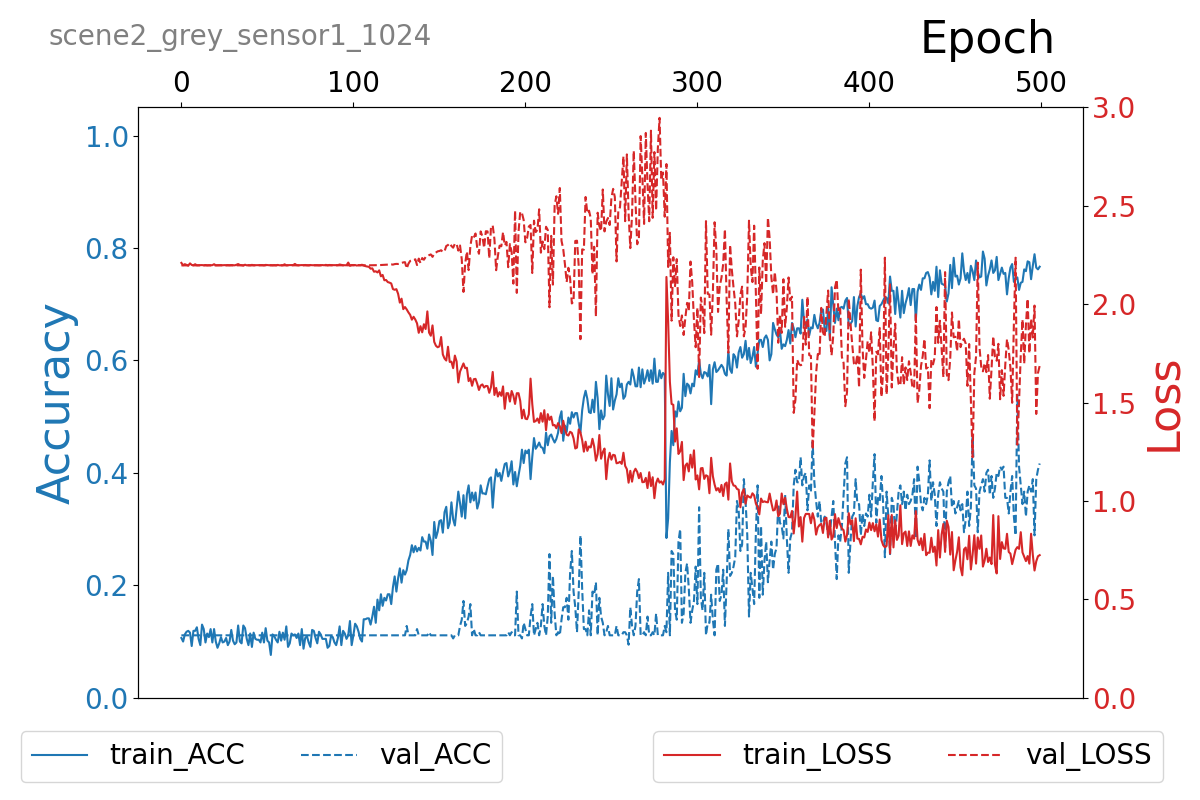 scene2_grey_sensor1_1024
Epoch
0 100 200 300 400 500
1.0
0.8
0.6
0.4
0.2
0.0
Accuracy
3.0
2.5
2.0
1.5
1.0
0.5
0.0
Loss
train_ACC val_ACC
train_LOSS val_LOSS